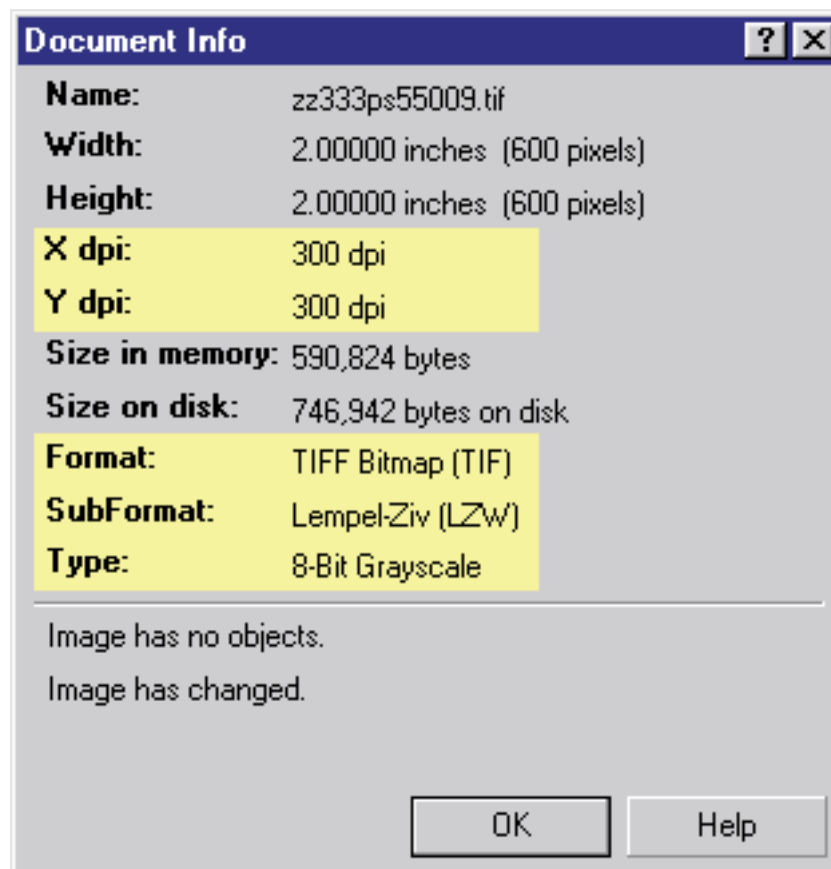 Document Info ? X
Name: zz333ps55009.tif
Width: 2.00000 inches (600 pixels)
Height: 2.00000 inches (600 pixels)
X dpi: 300 dpi
Y dpi: 300 dpi
Size in memory: 590,824 bytes
Size on disk: 746,942 bytes on disk
Format: TIFF Bitmap (TIF)
SubFormat: Lempel-Ziv (LZW)
Type: 8-Bit Grayscale
Image has no objects.
Image has changed.
OK Help